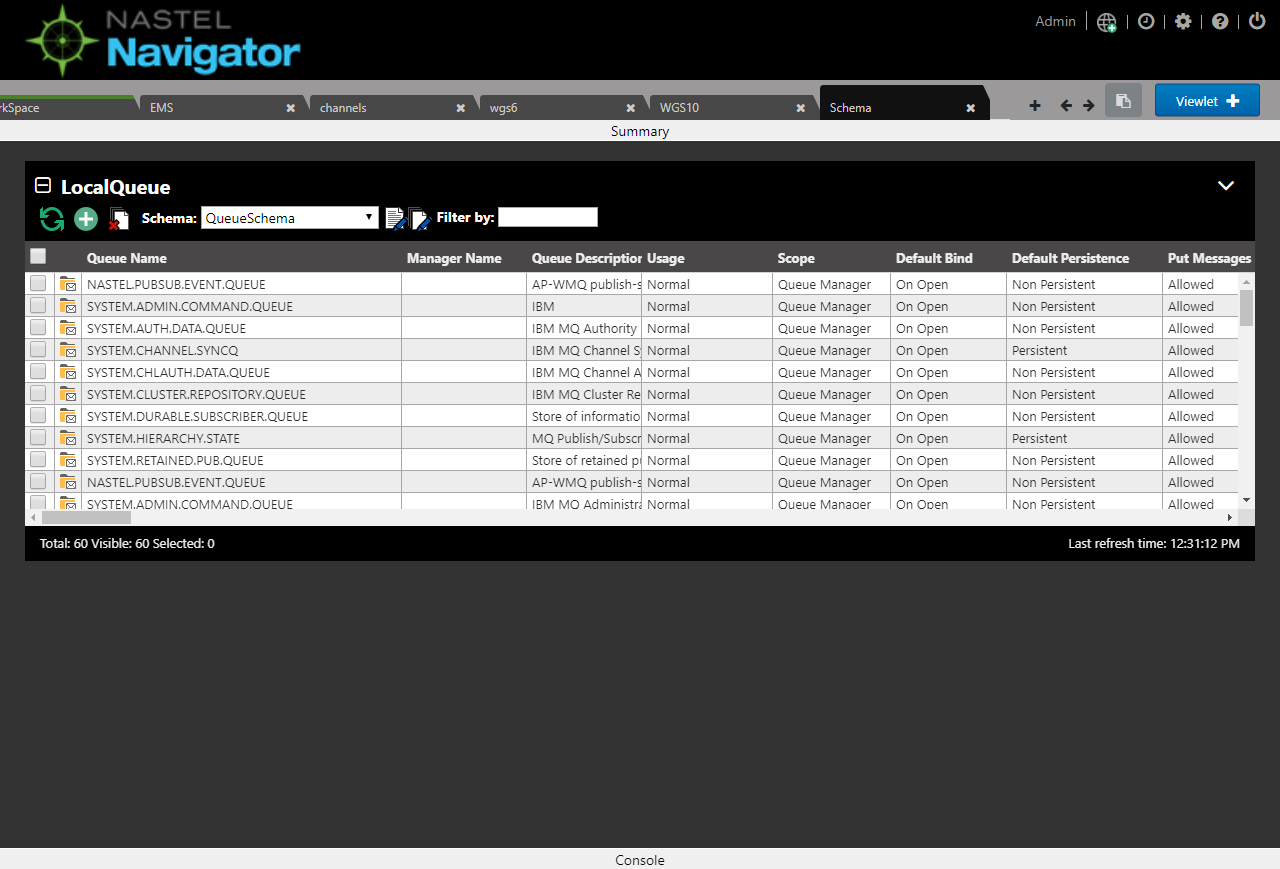 NASTEL
Navigator
Admin
rkSpace EMS channels wgs6 WGS10 Schema Viewlet
Summary
LocalQueue
Schema: QueueSchema Filter by:
Queue Name Manager Name Queue Description Usage Scope Default Bind Default Persistence Put Messages
NASTEL.PUBSUB.EVENT.QUEUE AP-WMQ publish-s Normal Queue Manager On Open Non Persistent Allowed
SYSTEM.ADMIN.COMMAND.QUEUE IBM Normal Queue Manager On Open Non Persistent Allowed
SYSTEM.AUTH.DATA.QUEUE IBM MQ Authority Normal Queue Manager On Open Non Persistent Allowed
SYSTEM.CHANNEL.SYNCQ IBM MQ Channel Sy Normal Queue Manager On Open Persistent Allowed
SYSTEM.CHLAUTH.DATA.QUEUE IBM MQ Channel A Normal Queue Manager On Open Non Persistent Allowed
SYSTEM.CLUSTER.REPOSITORY.QUEUE IBM MQ Cluster Re Normal Queue Manager On Open Non Persistent Allowed
SYSTEM.DURABLE.SUBSCRIBER.QUEUE Store of informatio Normal Queue Manager On Open Non Persistent Allowed
SYSTEM.HIERARCHY.STATE MQ Publish/Subscr Normal Queue Manager On Open Persistent Allowed
SYSTEM.RETAINED.PUB.QUEUE Store of retained pu Normal Queue Manager On Open Non Persistent Allowed
NASTEL.PUBSUB.EVENT.QUEUE AP-WMQ publish-s Normal Queue Manager On Open Non Persistent Allowed
SYSTEM.ADMIN.COMMAND.QUEUE IBM MQ Administra Normal Queue Manager On Open Non Persistent Allowed
Total: 60 Visible: 60 Selected: 0 Last refresh time: 12:31:12 PM
Console